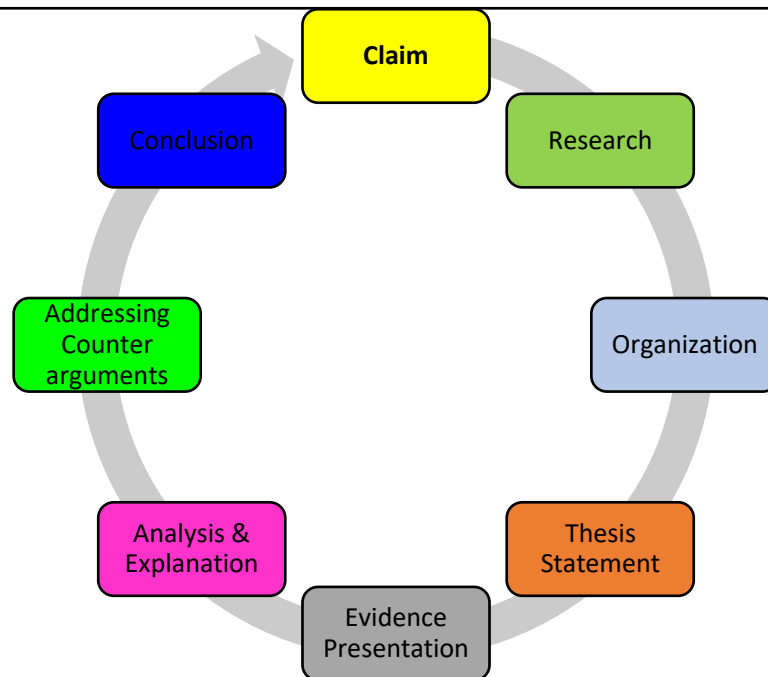 Claim
Research
Organization
Thesis
Statement
Evidence
Presentation
Analysis &
Explanation
Addressing
Counter
arguments
Conclusion